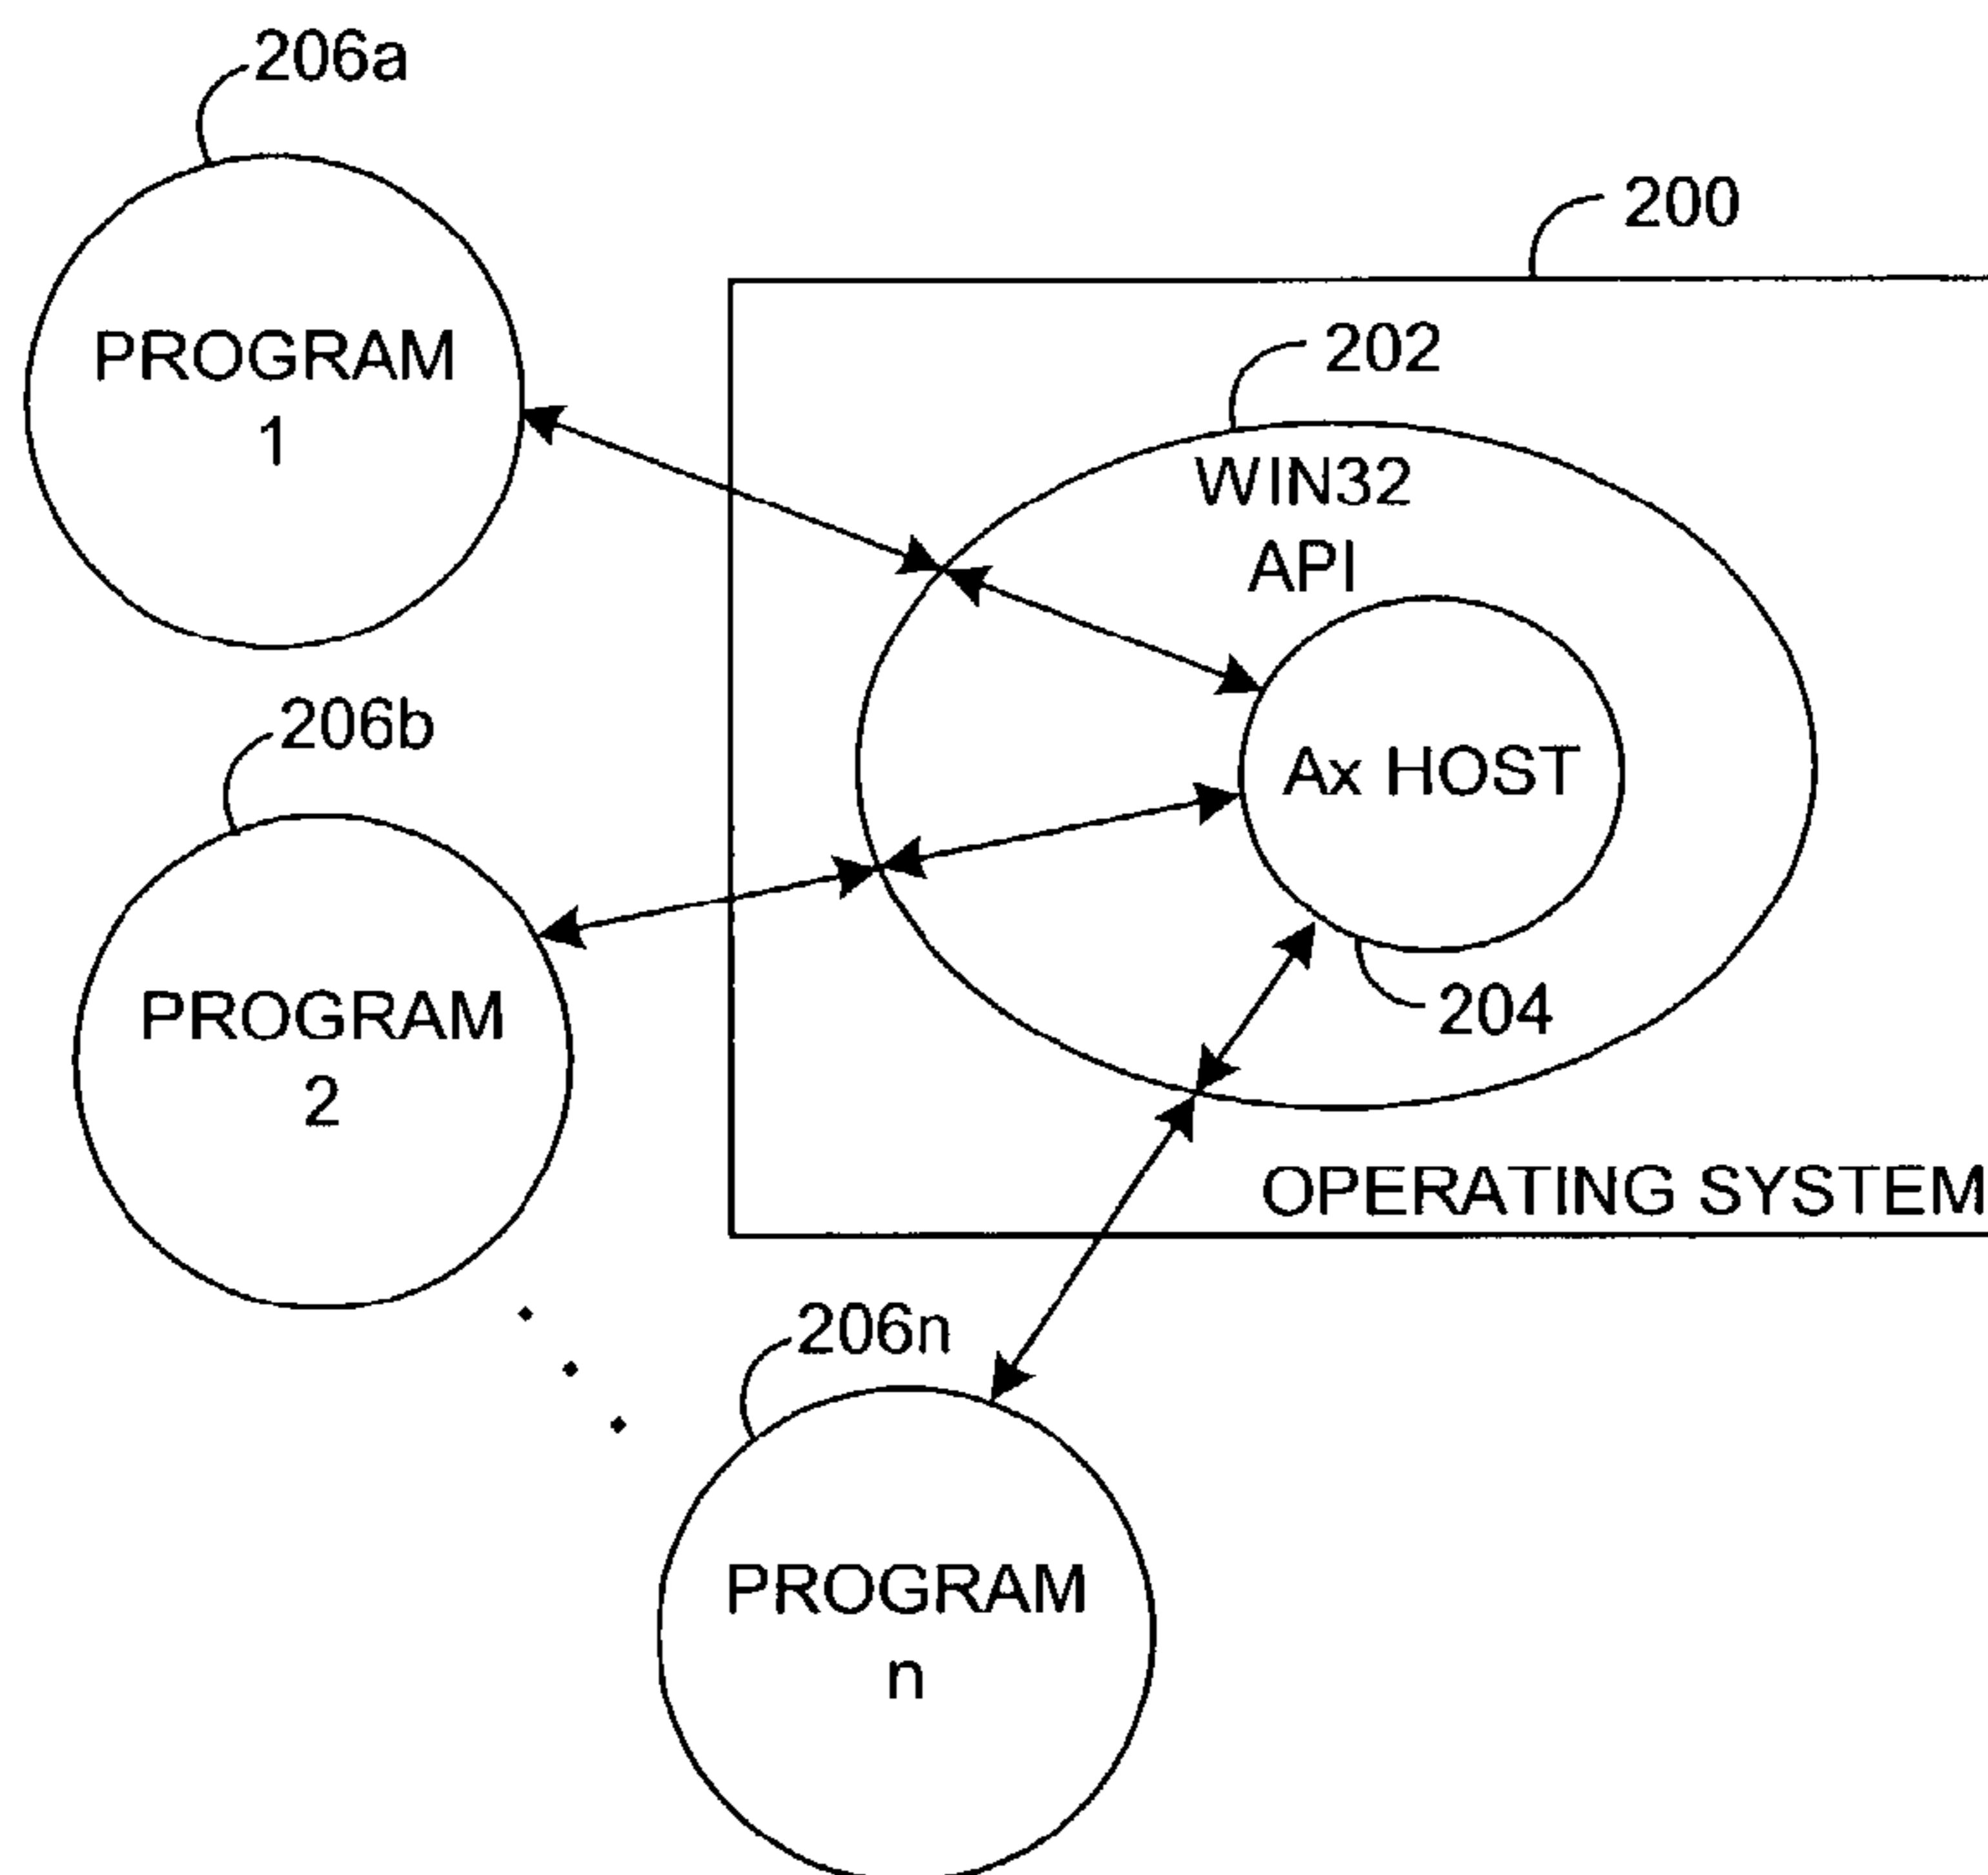 206a
PROGRAM
1
200
202
WIN32
API
Ax HOST
204
206b
PROGRAM
2
OPERATING SYSTEM
206n
PROGRAM
n